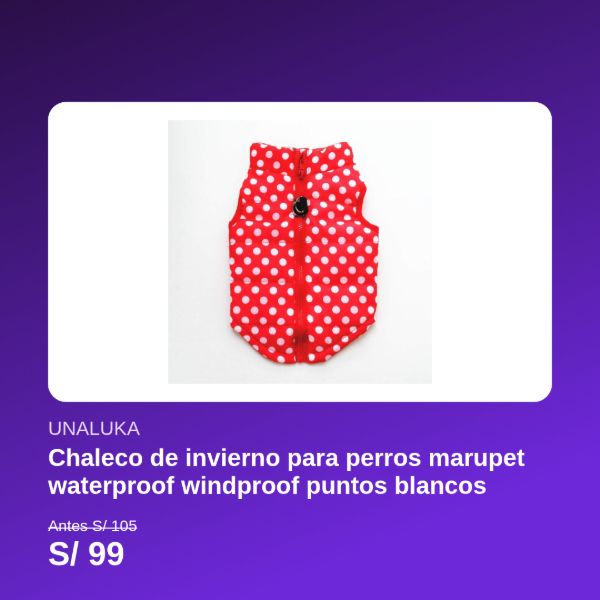 UNALUKA
Chaleco de invierno para perros marupet
waterproof windproof puntos blancos
Antes S/ 105
S/ 99